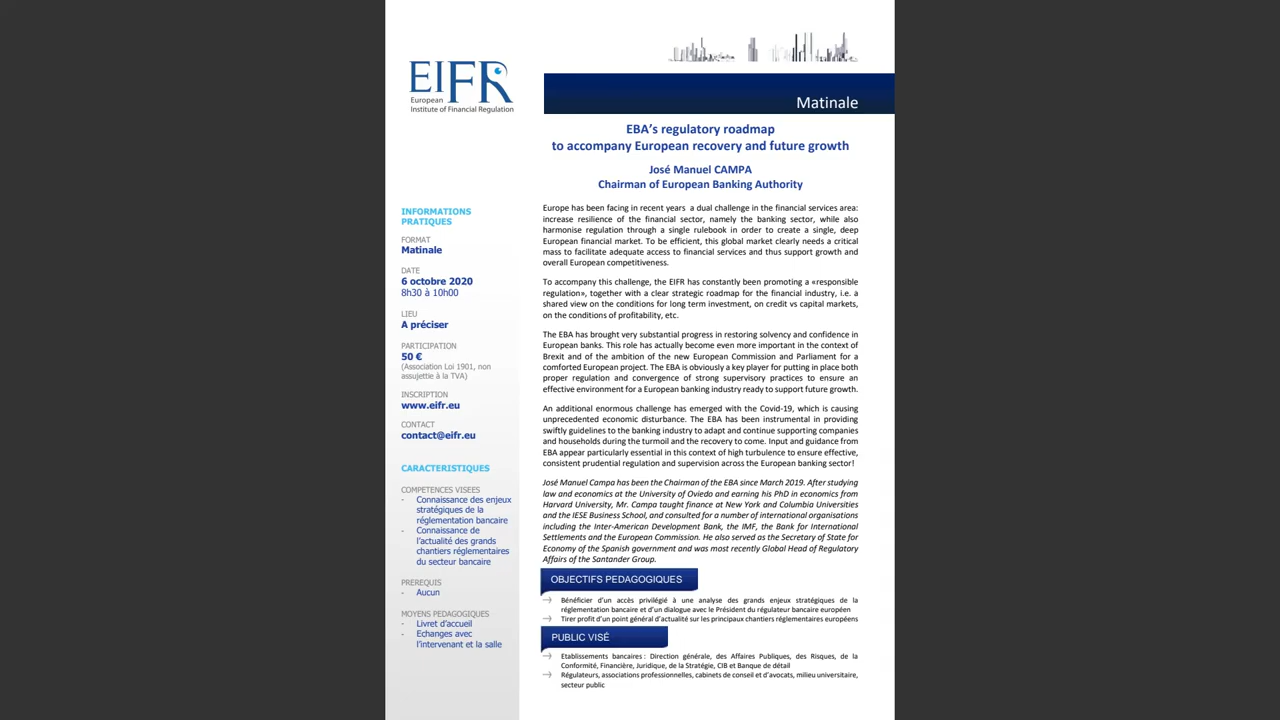 EIFR
European
Institute of Financial Regulation
Matinale
EBA’s regulatory roadmap
to accompany European recovery and future growth
José Manuel CAMPA
Chairman of European Banking Authority
INFORMATIONS
PRATIQUES
FORMAT
Matinale
DATE
6 octobre 2020
8h30 à 10h00
LIEU
A préciser
PARTICIPATION
50 €
(Association Loi 1901, non
assujettie à la TVA)
INSCRIPTION
www.eifr.eu
CONTACT
contact@eifr.eu
CARACTERISTIQUES
COMPETENCES VISEES
- Connaissance des enjeux
stratégiques de la
réglementation bancaire
- Connaissance de
l’actualité des grands
chantiers réglementaires
du secteur bancaire
PREREQUIS
- Aucun
MOYENS PEDAGOGIQUES
- Livret d’accueil
- Echanges avec
l’intervenant et la salle
Europe has been facing in recent years a dual challenge in the financial services area:
increase resilience of the financial sector, namely the banking sector, while also
harmonise regulation through a single rulebook in order to create a single, deep
European financial market. To be efficient, this global market clearly needs a critical
mass to facilitate adequate access to financial services and thus support growth and
overall European competitiveness.
To accompany this challenge, the EIFR has constantly been promoting a «responsible
regulation», together with a clear strategic roadmap for the financial industry, i.e. a
shared view on the conditions for long term investment, on credit vs capital markets,
on the conditions of profitability, etc.
The EBA has brought very substantial progress in restoring solvency and confidence in
European banks. This role has actually become even more important in the context of
Brexit and of the ambition of the new European Commission and Parliament for a
comforted European project. The EBA is obviously a key player for putting in place both
proper regulation and convergence of strong supervisory practices to ensure an
effective environment for a European banking industry ready to support future growth.
An additional enormous challenge has emerged with the Covid-19, which is causing
unprecedented economic disturbance. The EBA has been instrumental in providing
swiftly guidelines to the banking industry to adapt and continue supporting companies
and households during the turmoil and the recovery to come. Input and guidance from
EBA appear particularly essential in this context of high turbulence to ensure effective,
consistent prudential regulation and supervision across the European banking sector!
José Manuel Campa has been the Chairman of the EBA since March 2019. After studying
law and economics at the University of Oviedo and earning his PhD in economics from
Harvard University, Mr. Campa taught finance at New York and Columbia Universities
and the IESE Business School, and consulted for a number of international organisations
including the Inter-American Development Bank, the IMF, the Bank for International
Settlements and the European Commission. He also served as the Secretary of State for
Economy of the Spanish government and was most recently Global Head of Regulatory
Affairs of the Santander Group.
OBJECTIFS PEDAGOGIQUES
→ Bénéficier d’un accès privilégié à une analyse des grands enjeux stratégiques de la
réglementation bancaire et d’un dialogue avec le Président du régulateur bancaire européen
→ Tirer profit d’un point général d’actualité sur les principaux chantiers réglementaires européens
PUBLIC VISÉ
→ Etablissements bancaires : Direction générale, des Affaires Publiques, des Risques, de la
Conformité, Financière, Juridique, de la Stratégie, CIB et Banque de détail
→ Régulateurs, associations professionnelles, cabinets de conseil et d’avocats, milieu universitaire,
secteur public